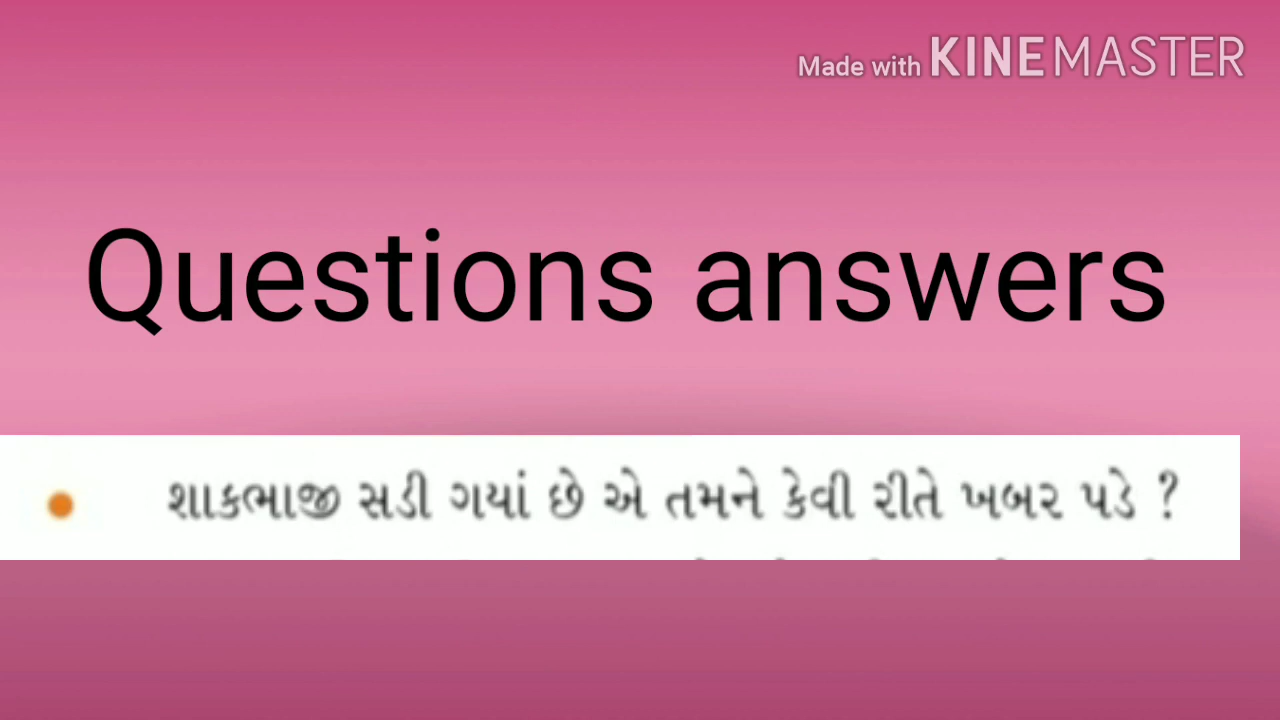 Made with KINEMASTER
Questions answers
• શાકભાજી સડી ગયાં છે એ તમને કેવી રીતે ખબર પડે ?